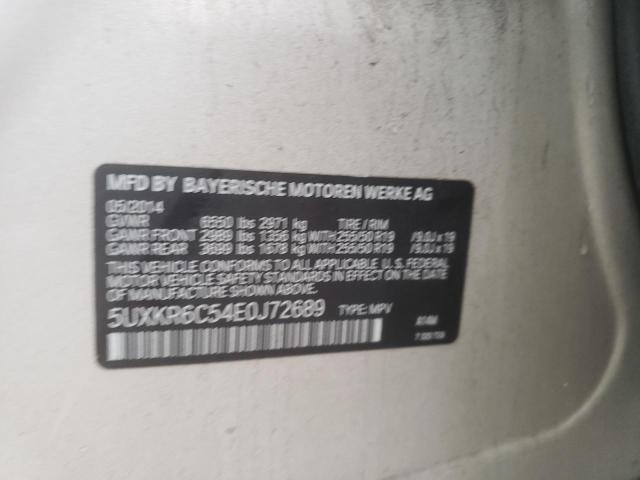 MFD BY BAYERISCHE MOTOREN WERKE AG
05/2014
GVWR 6550 lbs 2971 kg TIRE / RIM
GAWR FRONT 2989 lbs 1356 kg WITH 255/50 R19 /9.0J x 19
GAWR REAR 3699 lbs 1678 kg WITH 255/50 R19 /9.0J x 19
THIS VEHICLE CONFORMS TO ALL APPLICABLE U.S. FEDERAL
MOTOR VEHICLE SAFETY STANDARDS IN EFFECT ON THE DATE OF
MANUFACTURE SHOWN ABOVE.
5UXKR6C54E0J72689 TYPE: MPV